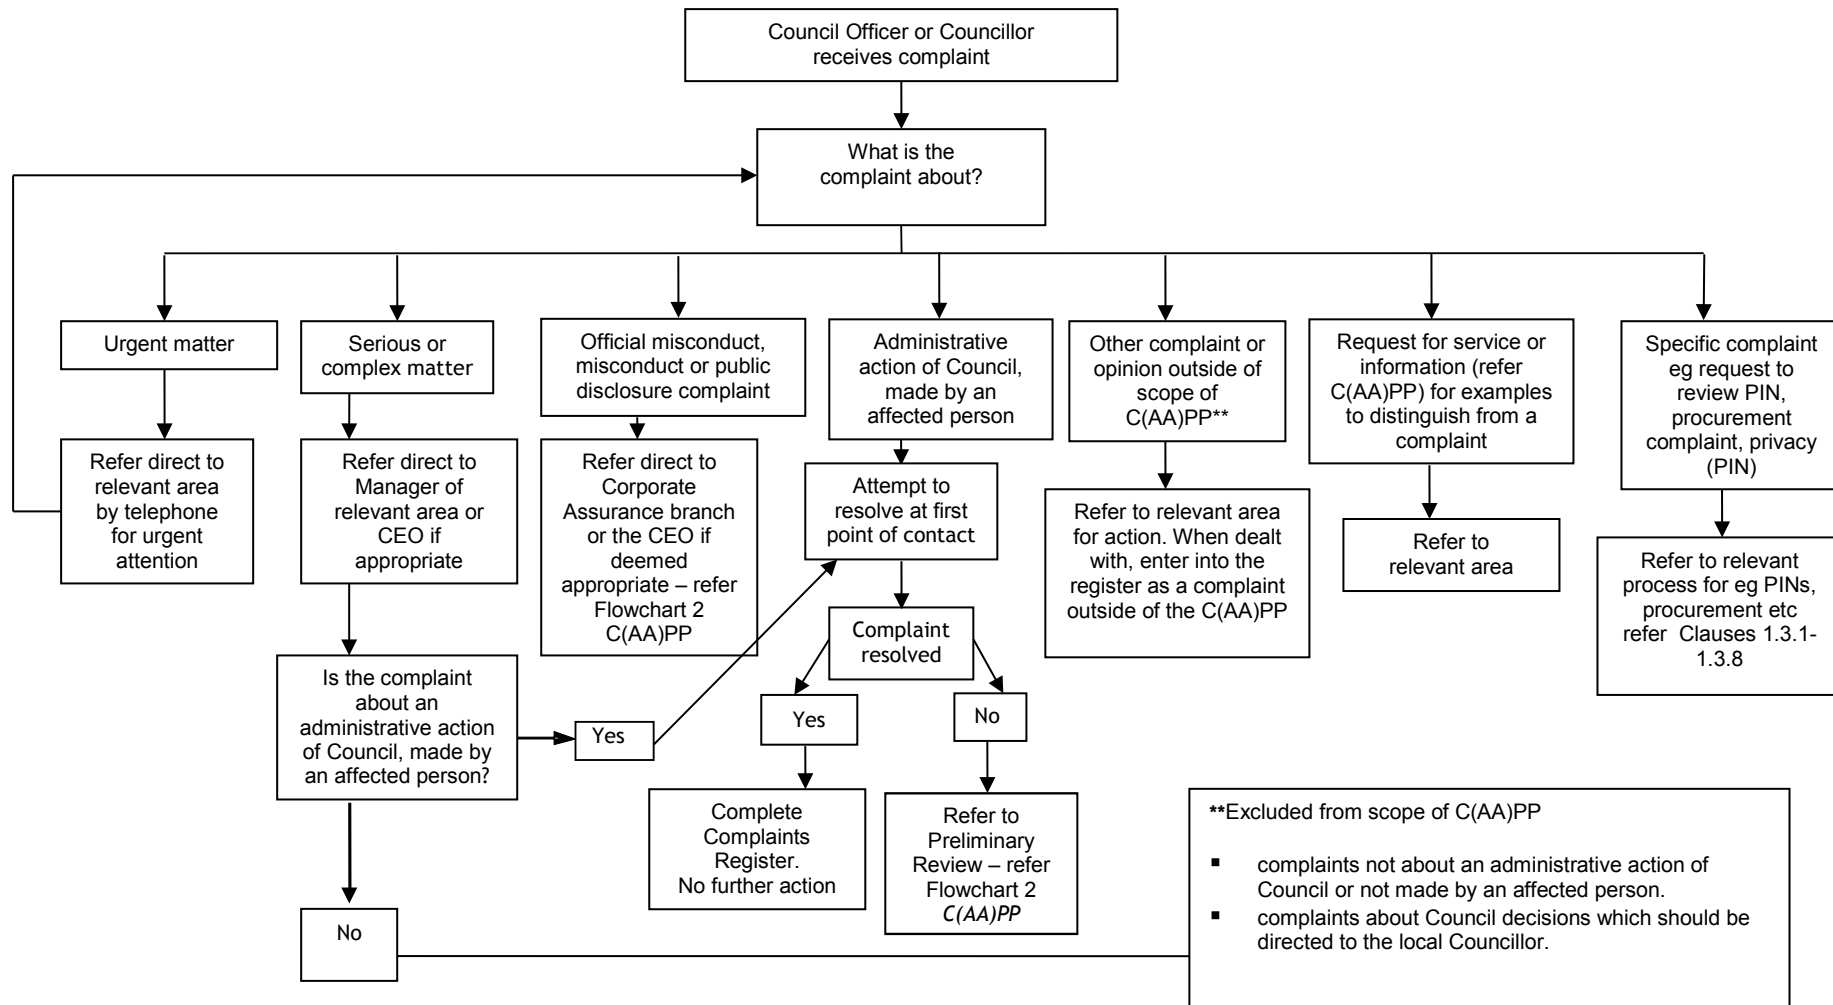 Council Officer or Councillor
receives complaint
What is the
complaint about?
Urgent matter
Serious or
complex matter
Official misconduct,
misconduct or public
disclosure complaint
Administrative
action of Council,
made by an
affected person
Other complaint or
opinion outside of
scope of
C(AA)PP**
Request for service or
information (refer
C(AA)PP) for examples
to distinguish from a
complaint
Specific complaint
eg request to
review PIN,
procurement
complaint, privacy
(PIN)
Refer direct to
relevant area
by telephone
for urgent
attention
Refer direct to
Manager of
relevant area or
CEO if
appropriate
Refer direct to
Corporate
Assurance branch
or the CEO if
deemed
appropriate – refer
Flowchart 2
C(AA)PP
Attempt to
resolve at first
point of contact
Refer to relevant area
for action. When dealt
with, enter into the
register as a complaint
outside of the C(AA)PP
Refer to
relevant area
Refer to relevant
process for eg PINs,
procurement etc
refer Clauses 1.3.1-
1.3.8
Complaint
resolved
Is the complaint
about an
administrative action
of Council, made by
an affected person?
Yes
Yes
No
Complete
Complaints
Register.
No further action
Refer to
Preliminary
Review – refer
Flowchart 2
C(AA)PP
No
**Excluded from scope of C(AA)PP
▪ complaints not about an administrative action of
Council or not made by an affected person.
▪ complaints about Council decisions which should be
directed to the local Councillor.